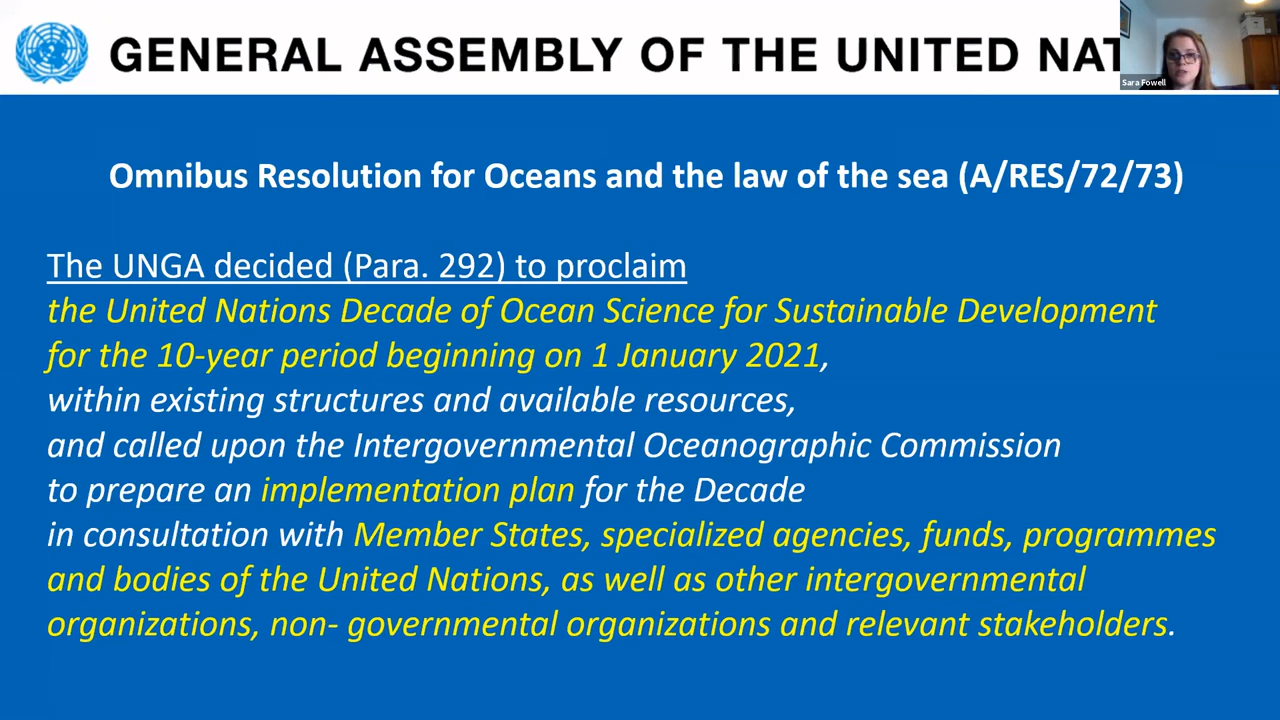 GENERAL ASSEMBLY OF THE UNITED NAT
Sara Fowell
Omnibus Resolution for Oceans and the law of the sea (A/RES/72/73)
The UNGA decided (Para. 292) to proclaim
the United Nations Decade of Ocean Science for Sustainable Development
for the 10-year period beginning on 1 January 2021,
within existing structures and available resources,
and called upon the Intergovernmental Oceanographic Commission
to prepare an implementation plan for the Decade
in consultation with Member States, specialized agencies, funds, programmes
and bodies of the United Nations, as well as other intergovernmental
organizations, non- governmental organizations and relevant stakeholders.